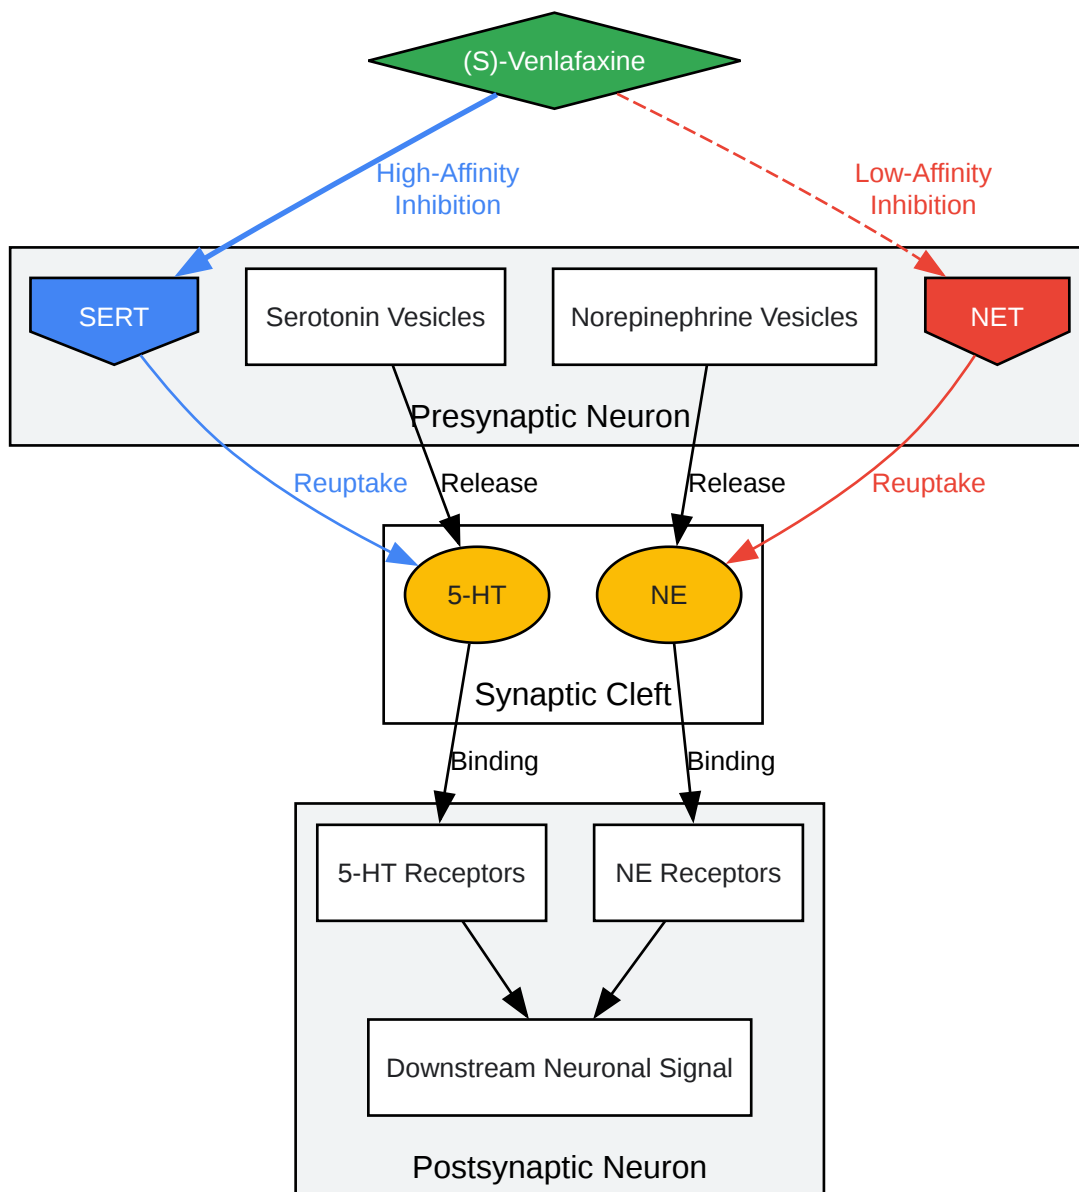 (S)-Venlafaxine
High-Affinity
Inhibition
Low-Affinity
Inhibition
SERT
Serotonin Vesicles
Norepinephrine Vesicles
NET
Presynaptic Neuron
Reuptake
Release
Release
Reuptake
5-HT
NE
Synaptic Cleft
Binding
Binding
5-HT Receptors
NE Receptors
Downstream Neuronal Signal
Postsynaptic Neuron